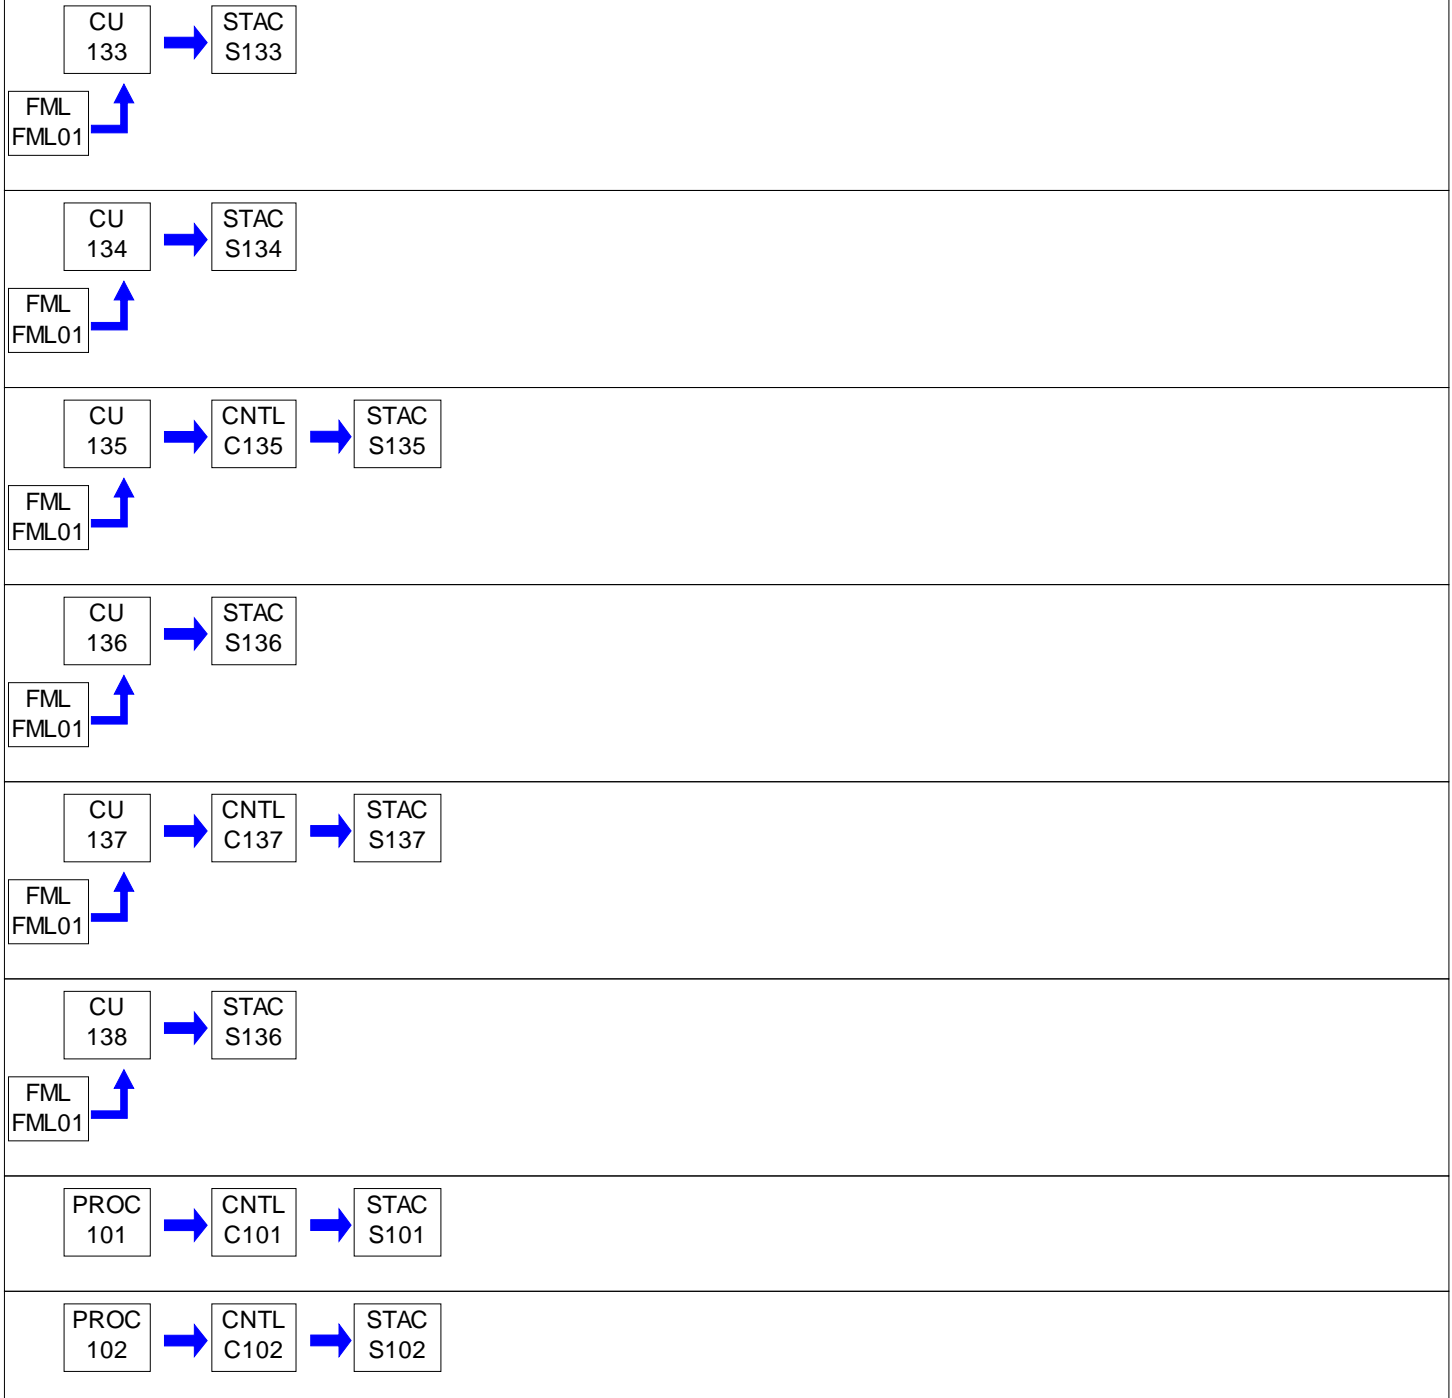 CU
133
STAC
S133
FML
FML01
CU
134
STAC
S134
FML
FML01
CU
135
CNTL
C135
STAC
S135
FML
FML01
CU
136
STAC
S136
FML
FML01
CU
137
CNTL
C137
STAC
S137
FML
FML01
CU
138
STAC
S136
FML
FML01
PROC
101
CNTL
C101
STAC
S101
PROC
102
CNTL
C102
STAC
S102